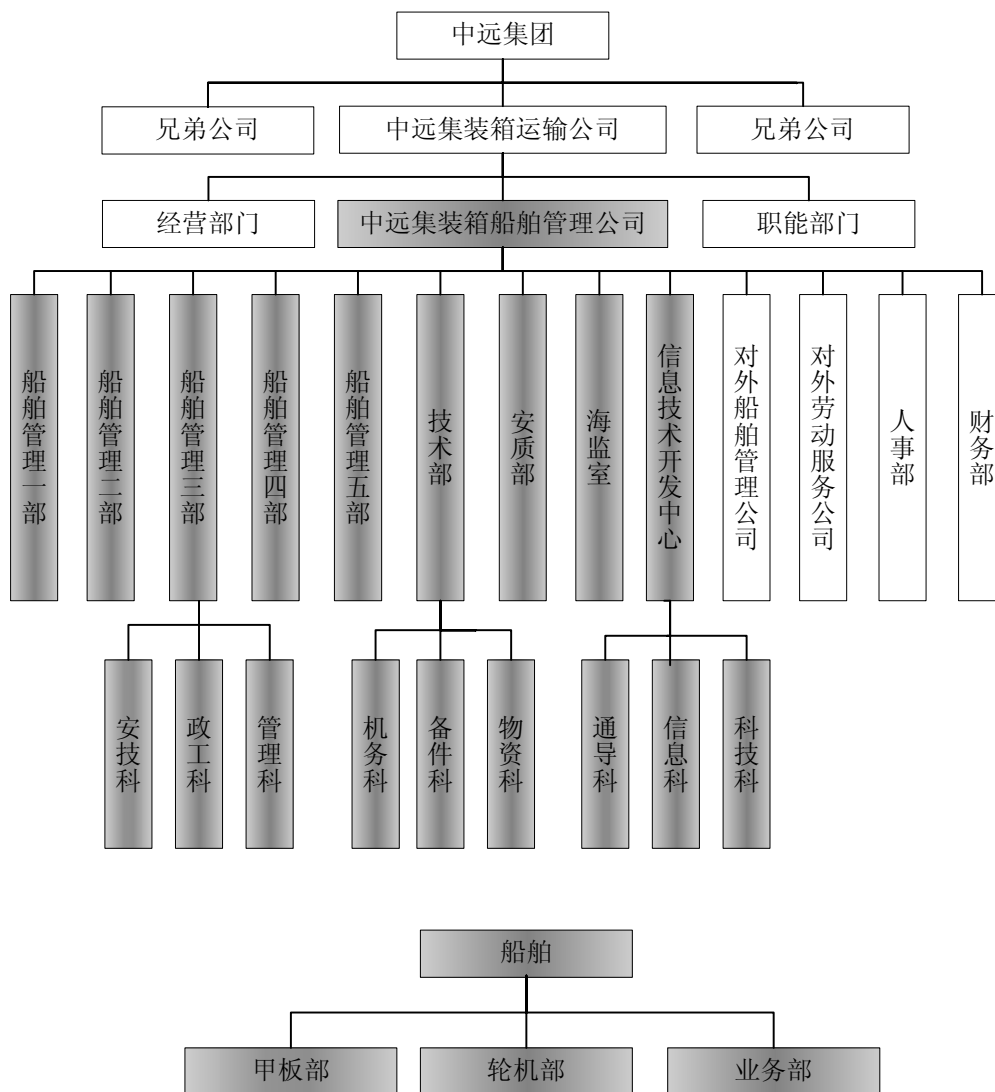 中远集团
兄弟公司
中远集装箱运输公司
兄弟公司
经营部门
中远集装箱船舶管理公司
职能部门
船舶管理一部
船舶管理二部
船舶管理三部
船舶管理四部
船舶管理五部
技术部
安质部
海监室
信息技术开发中心
对外船舶管理公司
对外劳动服务公司
人事部
财务部
安技科
政工科
管理科
机务科
备件科
物资科
通导科
信息科
科技科
船舶
甲板部
轮机部
业务部